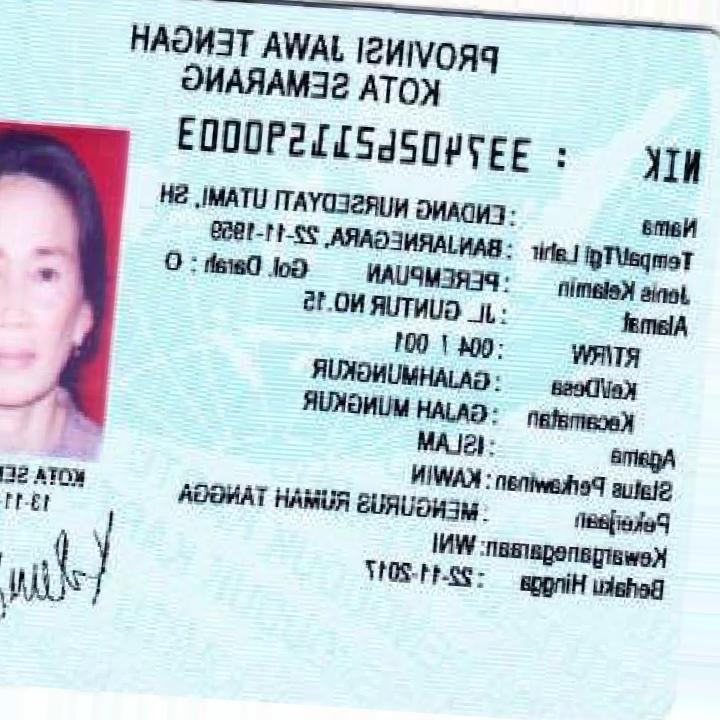 PROVINSI JAWA TENGAH
KOTA SEMARANG
NIK : 3374026211590003
Nama : ENDANG NURSEDYATI UTAMI, SH
Tempat/Tgl Lahir : BANJARNEGARA, 22-11-1959
Jenis Kelamin : PEREMPUAN Gol. Darah : O
Alamat : JL. GUNTUR NO.15
RT/RW : 004 / 001
Kel/Desa : GAJAHMUNGKUR
Kecamatan : GAJAH MUNGKUR
Agama : ISLAM
Status Perkawinan : KAWIN
Pekerjaan : MENGURUS RUMAH TANGGA
Kewarganegaraan: WNI
Berlaku Hingga : 22-11-2017
KOTA SE
13-11